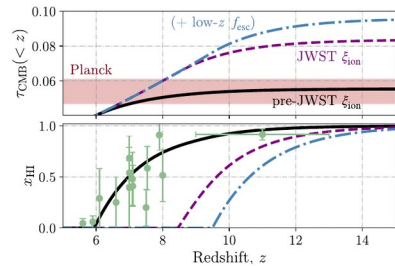 τCMB(< z)
0.10
0.08
0.06
(+ low-z fesc)
JWST ξion
Planck
pre-JWST ξion
xHI
1.0
0.5
0.0
6 8 10 12 14
Redshift, z